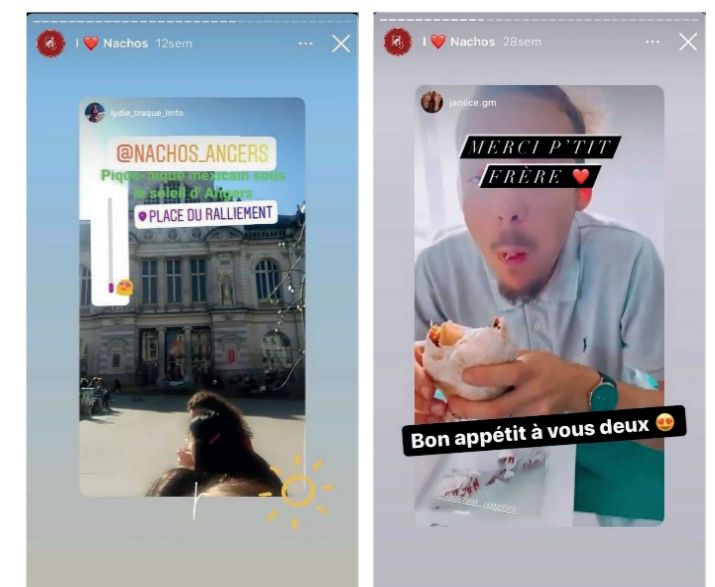 I ❤️ Nachos 12sem
lydie_traque_linfo
@NACHOS_ANGERS
Pique-nique mexicain sous
le soleil d'Angers
PLACE DU RALLIEMENT
I ❤️ Nachos 28sem
janiice.gm
MERCI P'TIT
FRÈRE ❤️
Bon appétit à vous deux 😍